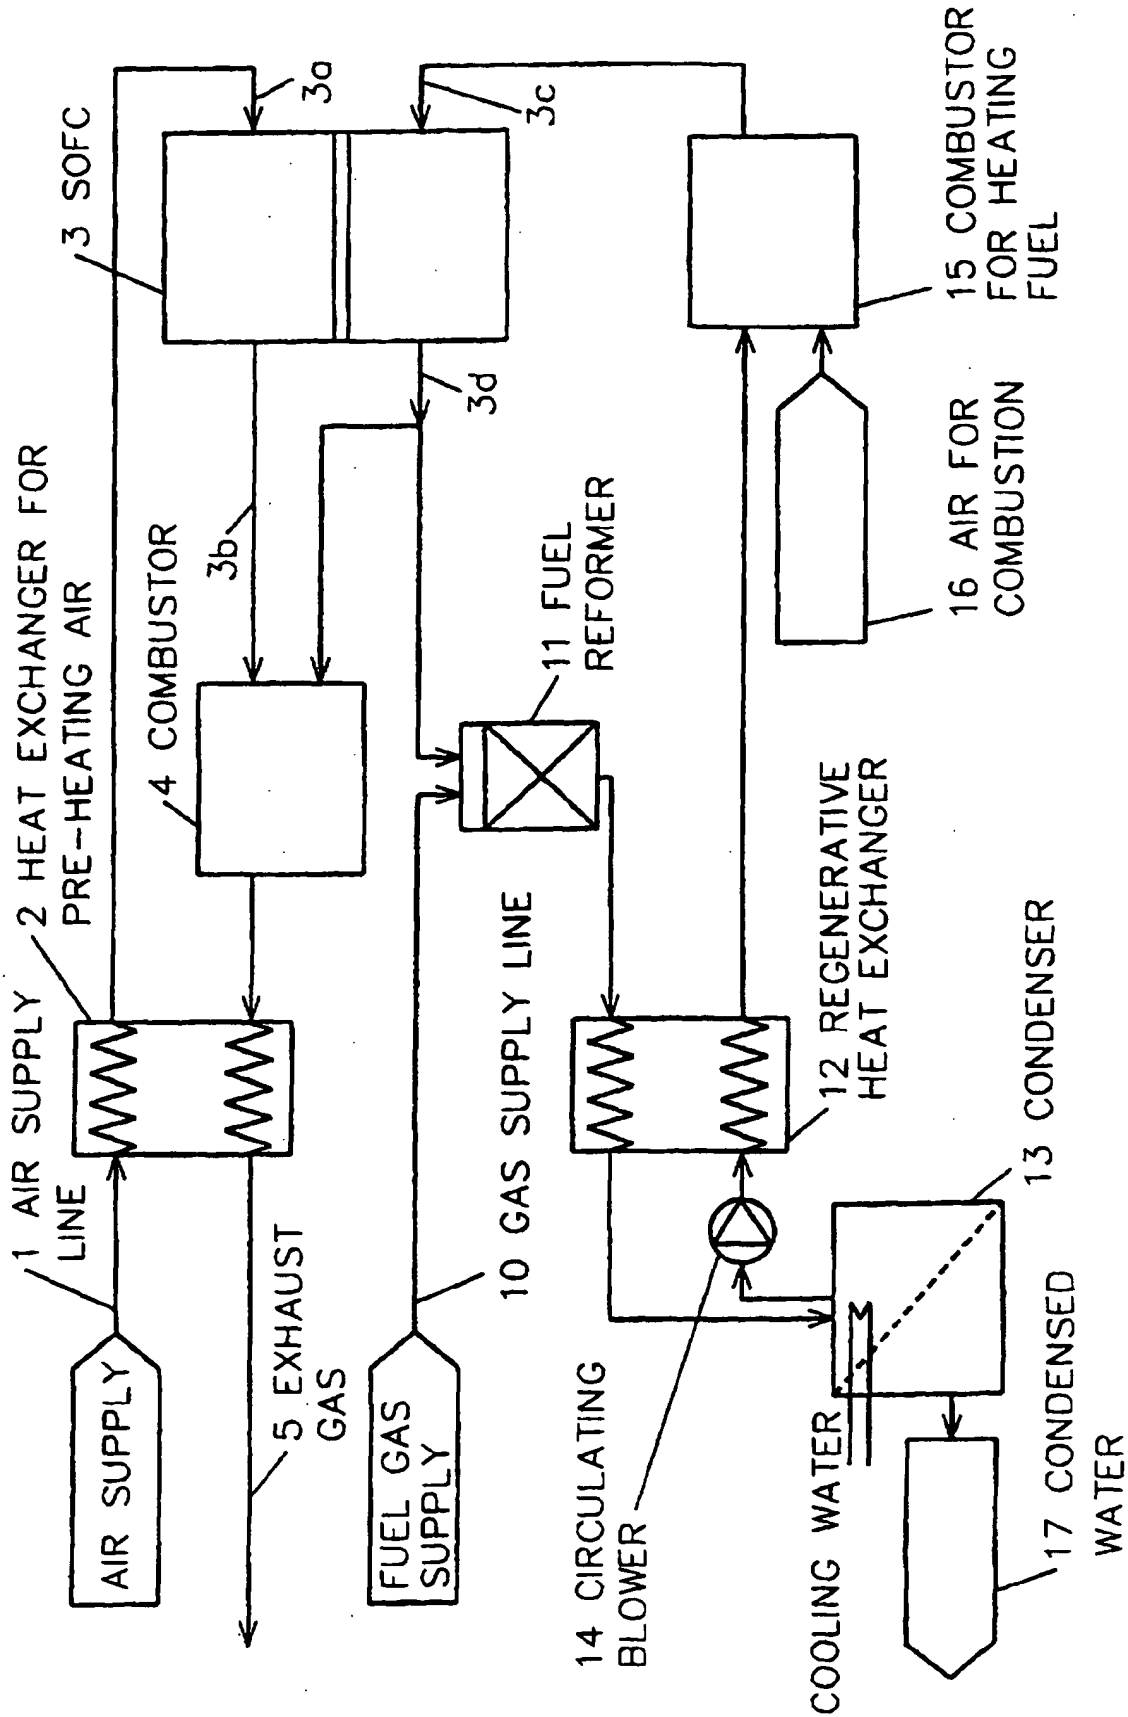 1 AIR SUPPLY
LINE
2 HEAT EXCHANGER FOR
PRE-HEATING AIR
3 SOFC
3a
AIR SUPPLY
4 COMBUSTOR
3b
3c
3d
5 EXHAUST
GAS
FUEL GAS
SUPPLY
10 GAS SUPPLY LINE
11 FUEL
REFORMER
14 CIRCULATING
BLOWER
12 REGENERATIVE
HEAT EXCHANGER
16 AIR FOR
COMBUSTION
15 COMBUSTOR
FOR HEATING
FUEL
COOLING WATER
13 CONDENSER
17 CONDENSED
WATER